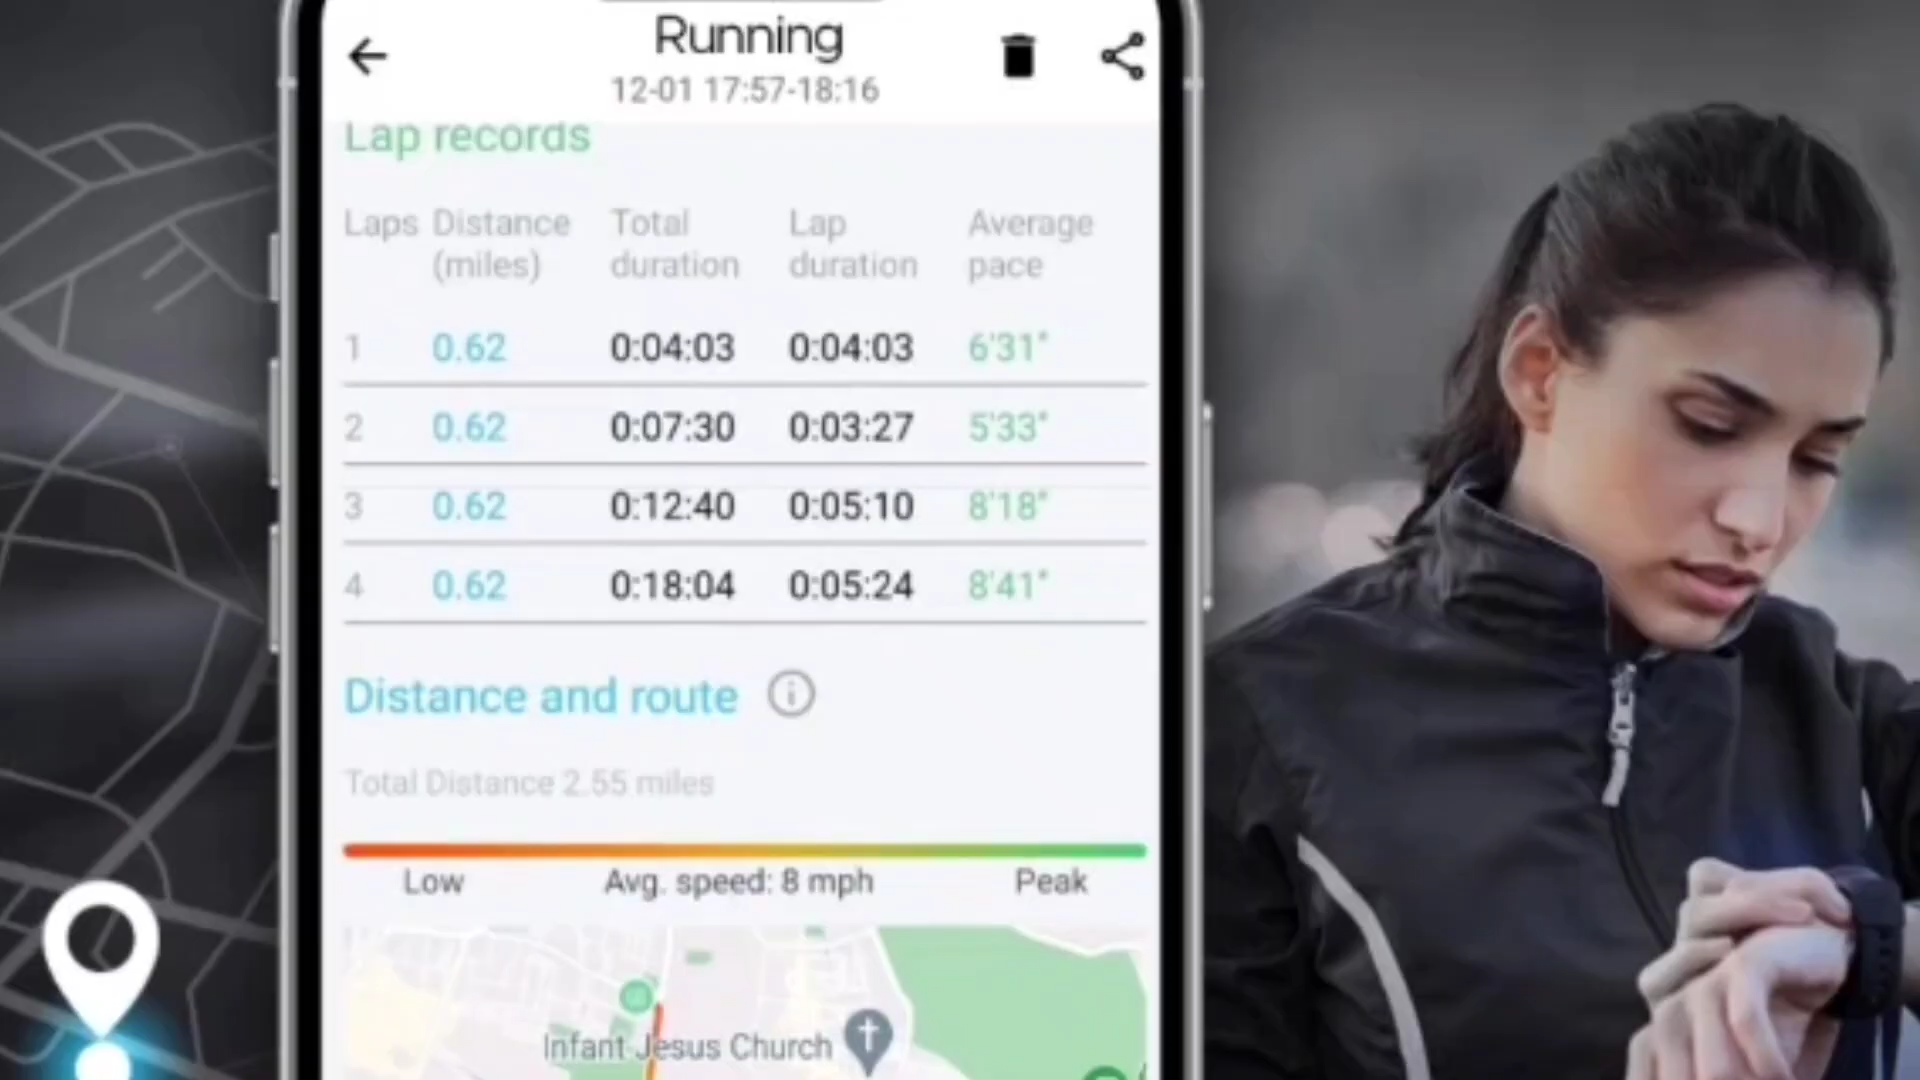 Running
12-01 17:57-18:16
Lap records
Laps Distance (miles) Total duration Lap duration Average pace
1 0.62 0:04:03 0:04:03 6'31"
2 0.62 0:07:30 0:03:27 5'33"
3 0.62 0:12:40 0:05:10 8'18"
4 0.62 0:18:04 0:05:24 8'41"
Distance and route
Total Distance 2.55 miles
Low Avg. speed: 8 mph Peak
Infant Jesus Church